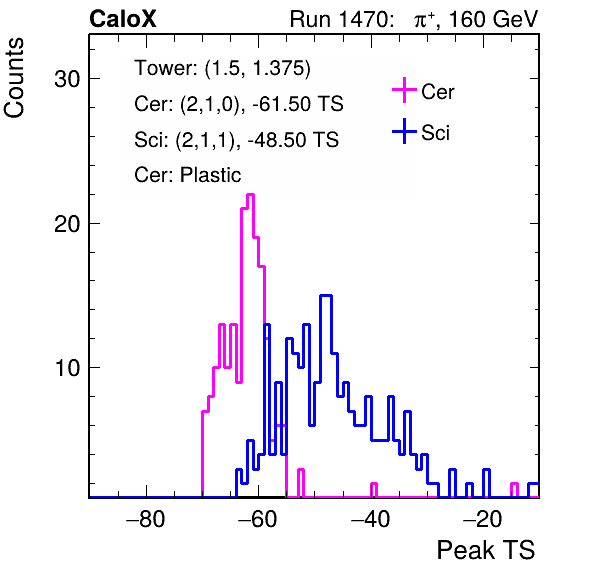 CaloX Run 1470: π⁺, 160 GeV
Counts
Tower: (1.5, 1.375)
Cer: (2,1,0), -61.50 TS
Sci: (2,1,1), -48.50 TS
Cer: Plastic
Cer
Sci
30
20
10
−80 −60 −40 −20
Peak TS